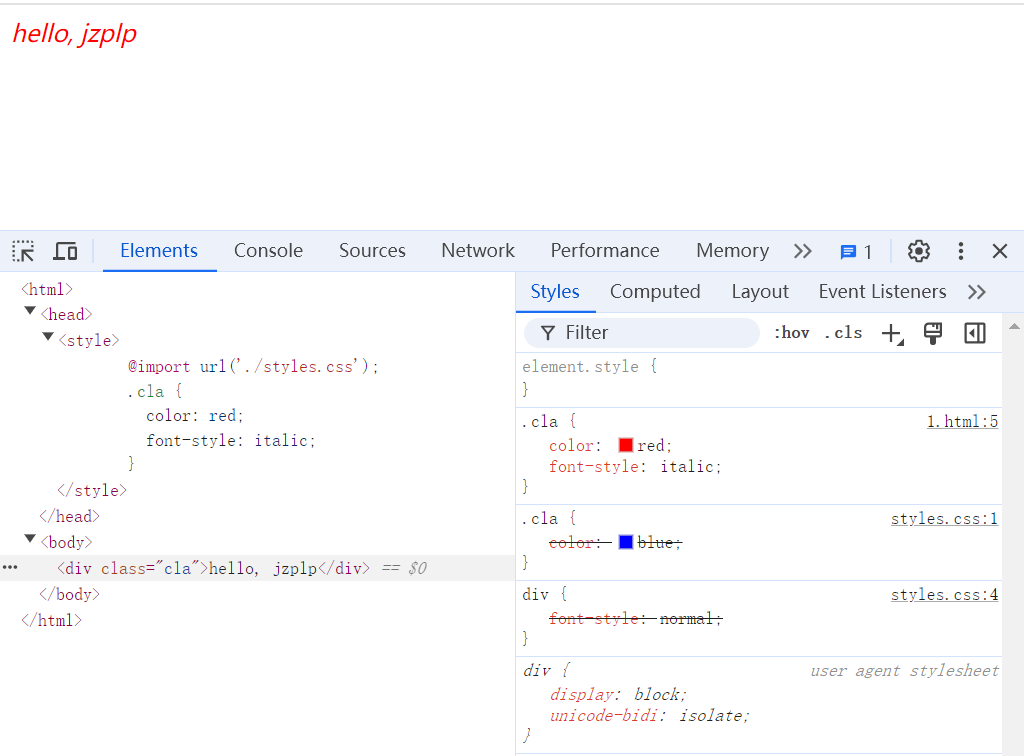 hello, jzplp
Elements Console Sources Network Performance Memory 1
<html>
<head>
<style>
@import url('./styles.css');
.cla {
color: red;
font-style: italic;
}
</style>
</head>
<body>
<div class="cla">hello, jzplp</div> == $0
</body>
</html>
Styles Computed Layout Event Listeners
Filter :hov .cls
element.style {
}
.cla { 1.html:5
color: red;
font-style: italic;
}
.cla { styles.css:1
color: blue;
}
div { styles.css:4
font-style: normal;
}
div { user agent stylesheet
display: block;
unicode-bidi: isolate;
}